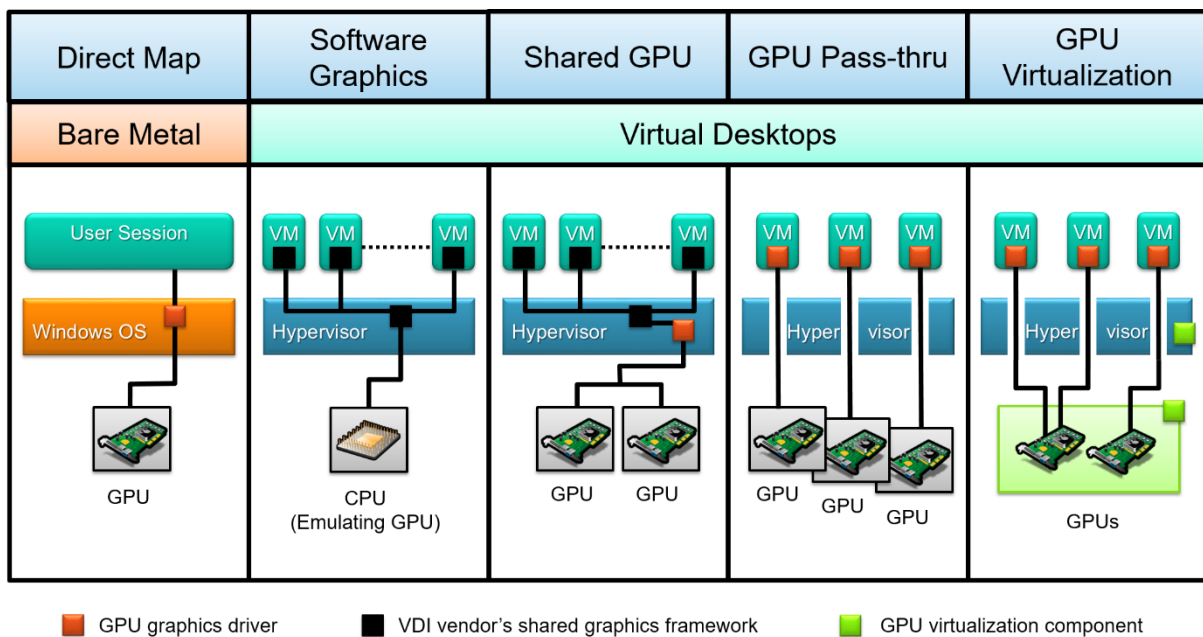 Direct Map
Software
Graphics
Shared GPU
GPU Pass-thru
GPU
Virtualization
Bare Metal
Virtual Desktops
User Session
Windows OS
GPU
VM
VM
VM
Hypervisor
CPU
(Emulating GPU)
VM
VM
VM
Hypervisor
GPU
GPU
VM
VM
VM
Hyper visor
GPU
GPU
GPU
VM
VM
VM
Hyper visor
GPUs
GPU graphics driver
VDI vendor's shared graphics framework
GPU virtualization component